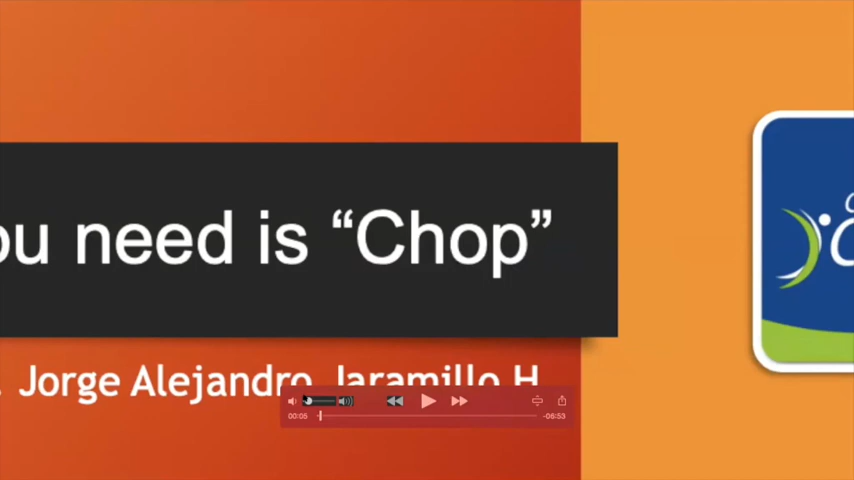 ou need is “Chop”
. Jorge Alejandro Jaramillo H
00:05
-06:53